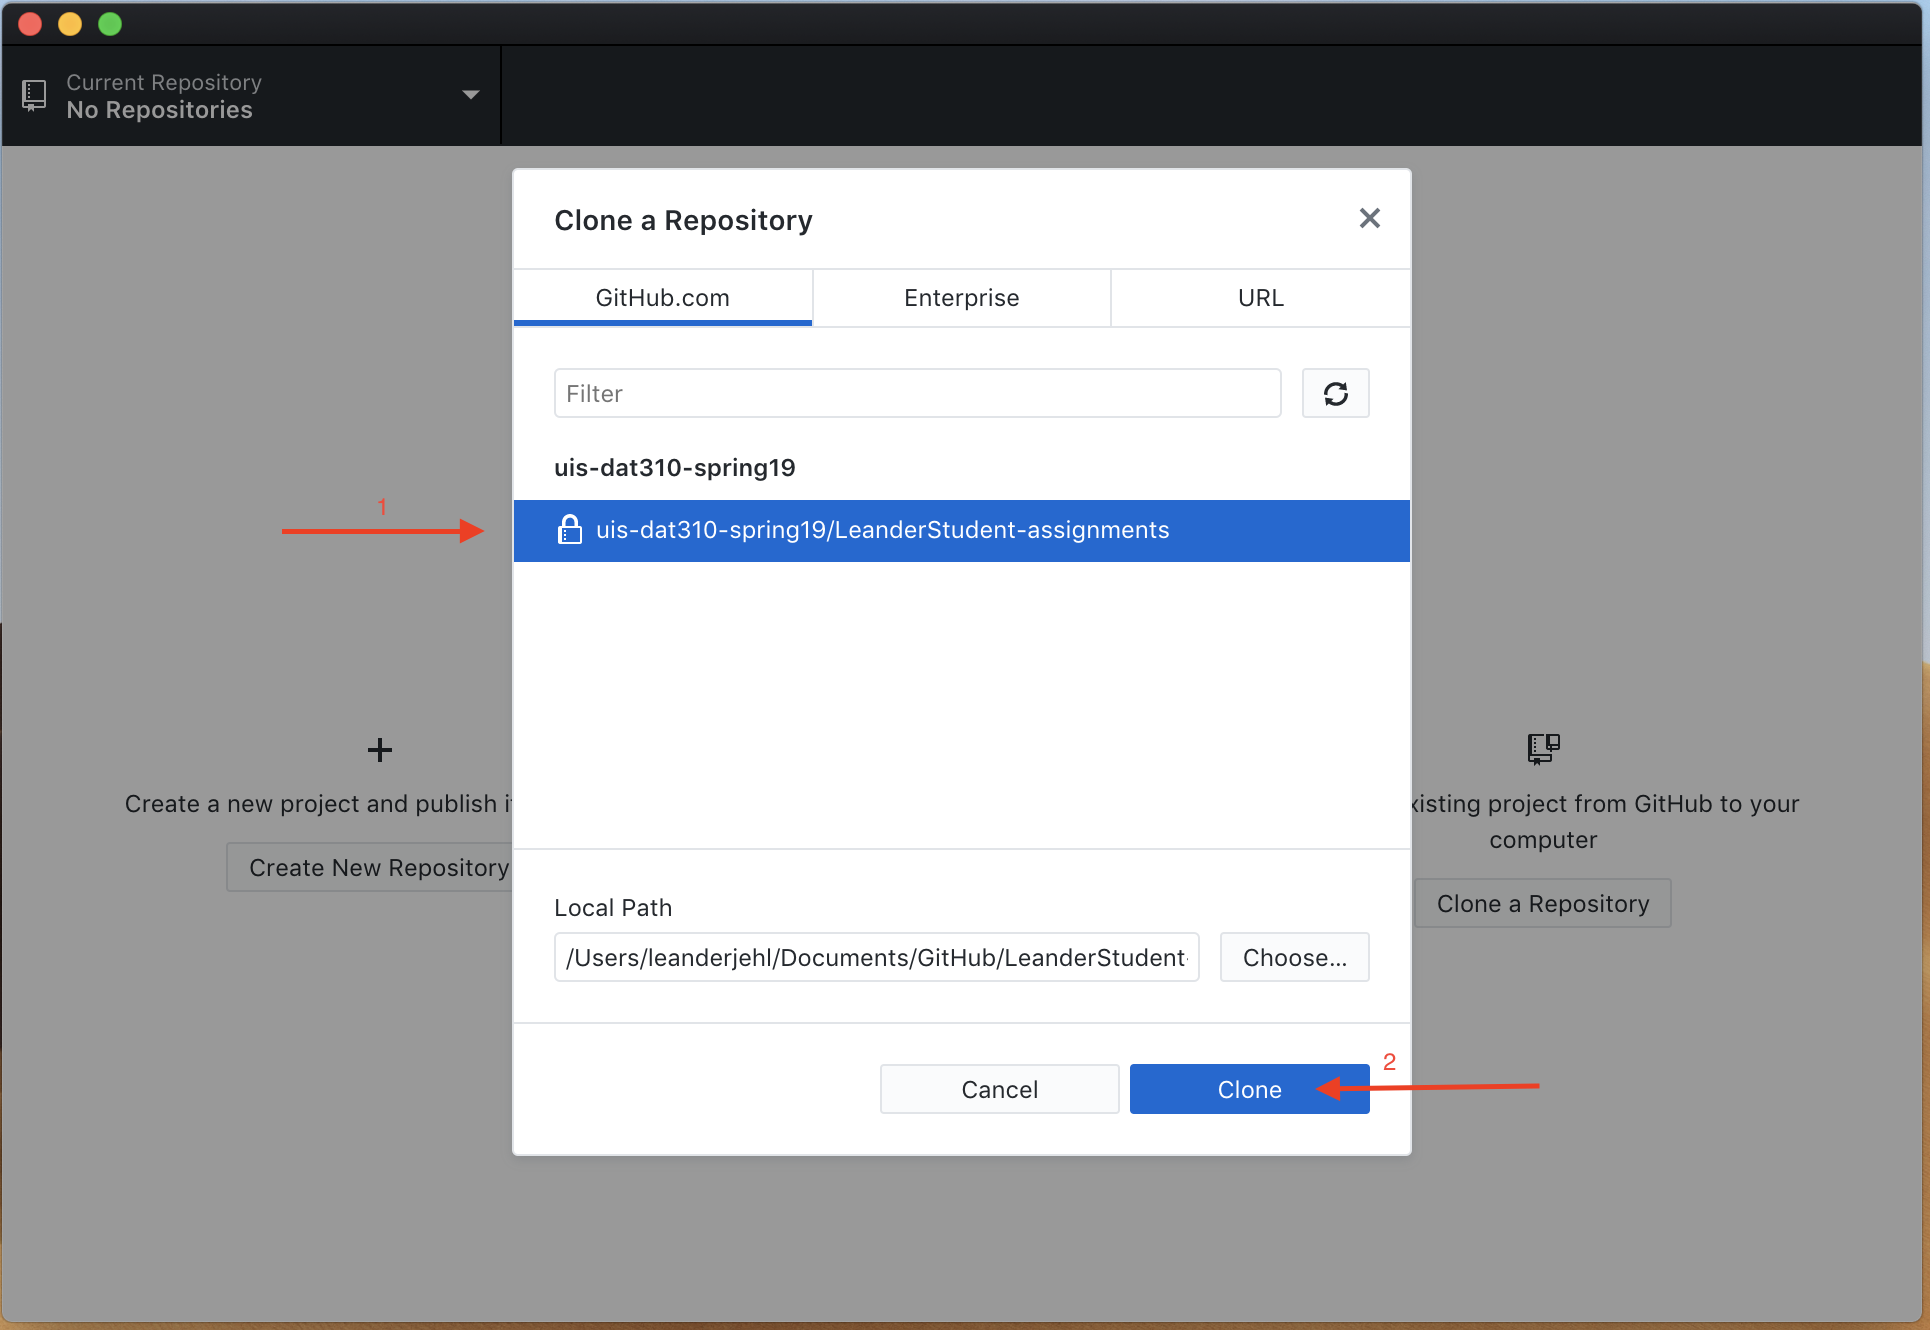 Current Repository
No Repositories
Clone a Repository
GitHub.com
Enterprise
URL
Filter
uis-dat310-spring19
1
uis-dat310-spring19/LeanderStudent-assignments
Create a new project and publish i
Create New Repository
xisting project from GitHub to your
computer
Clone a Repository
Local Path
/Users/leanderjehl/Documents/GitHub/LeanderStudent-
Choose...
Cancel
Clone
2